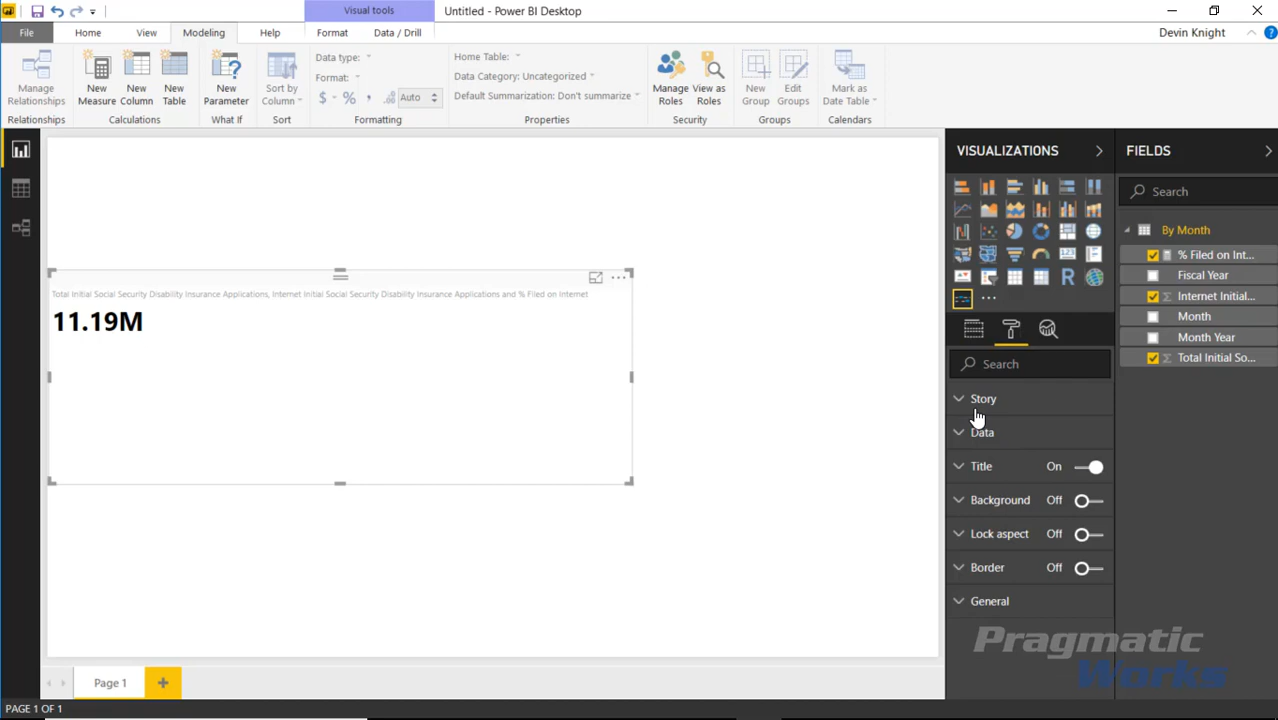 Visual tools
Untitled - Power BI Desktop
File
Home
View
Modeling
Help
Format
Data / Drill
Devin Knight
?
Manage
Relationships
Relationships
New
Measure
New
Column
New
Table
Calculations
New
Parameter
What If
Sort by
Column
Sort
Data type:
Format:
$ % , Auto
Formatting
Home Table:
Data Category: Uncategorized
Default Summarization: Don't summarize
Properties
Manage
Roles
View as
Roles
Security
New
Group
Edit
Groups
Groups
Mark as
Date Table
Calendars
Total Initial Social Security Disability Insurance Applications, Internet Initial Social Security Disability Insurance Applications and % Filed on Internet
11.19M
VISUALIZATIONS
123
R
Search
Story
Data
Title On
Background Off
Lock aspect Off
Border Off
General
FIELDS
Search
By Month
% Filed on Int...
Fiscal Year
Σ Internet Initial...
Month
Month Year
Σ Total Initial So...
Pragmatic
Works
Page 1
PAGE 1 OF 1